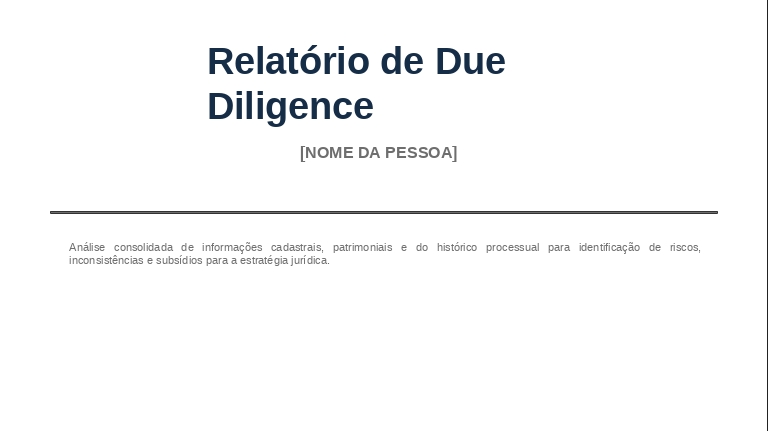 Relatório de Due
Diligence
[NOME DA PESSOA]
Análise consolidada de informações cadastrais, patrimoniais e do histórico processual para identificação de riscos,
inconsistências e subsídios para a estratégia jurídica.